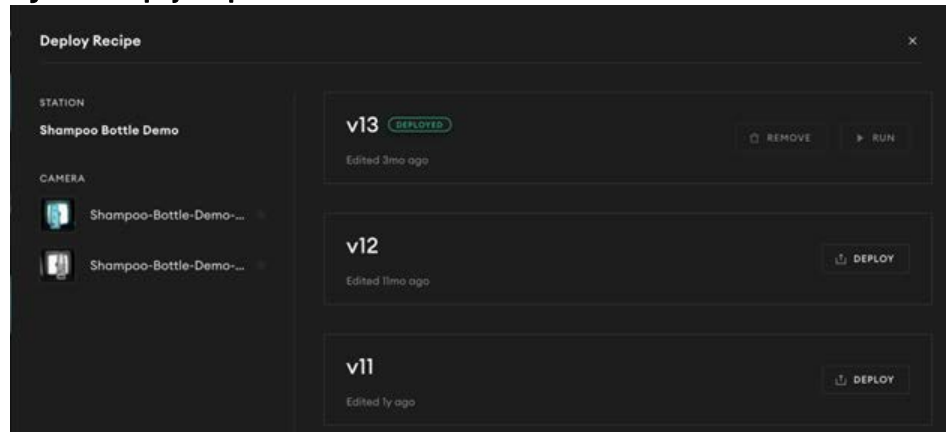 Deploy Recipe
STATION
Shampoo Bottle Demo
CAMERA
Shampoo-Bottle-Demo-...
Shampoo-Bottle-Demo-...
v13 DEPLOYED
Edited 3mo ago
REMOVE
RUN
v12
Edited 11mo ago
DEPLOY
v11
Edited 1y ago
DEPLOY